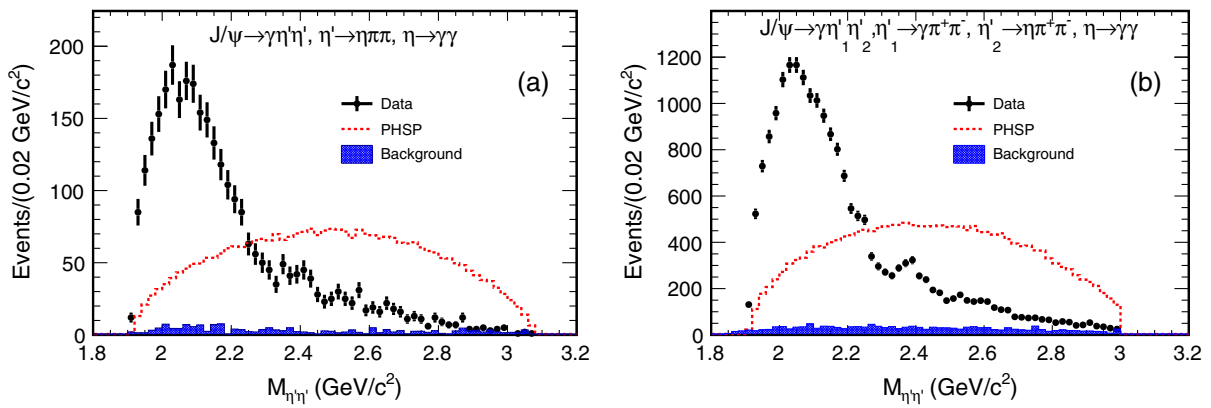 J/ψ→γη'η', η'→ηππ, η→γγ
(a)
Data
PHSP
Background
Events/(0.02 GeV/c²)
200
150
100
50
0
1.8 2 2.2 2.4 2.6 2.8 3 3.2
M_η'η' (GeV/c²)
J/ψ→γη'₁η'₂,η'₁→γπ⁺π⁻, η'₂→ηπ⁺π⁻, η→γγ
(b)
Data
PHSP
Background
Events/(0.02 GeV/c²)
1200
1000
800
600
400
200
0
1.8 2 2.2 2.4 2.6 2.8 3 3.2
M_η'η' (GeV/c²)